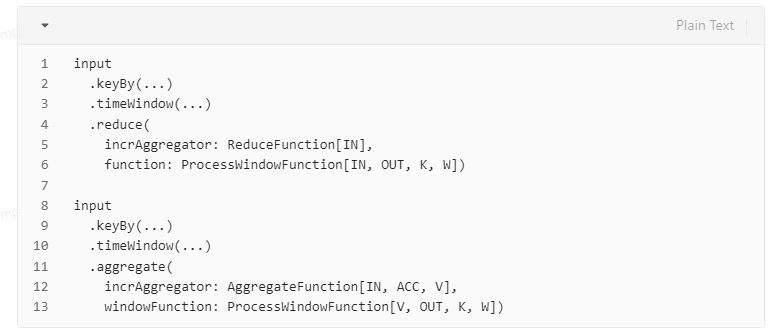 Plain Text
1 input
2   .keyBy(...)
3   .timeWindow(...)
4   .reduce(
5     incrAggregator: ReduceFunction[IN],
6     function: ProcessWindowFunction[IN, OUT, K, W])
7
8 input
9   .keyBy(...)
10   .timeWindow(...)
11   .aggregate(
12     incrAggregator: AggregateFunction[IN, ACC, V],
13     windowFunction: ProcessWindowFunction[V, OUT, K, W])